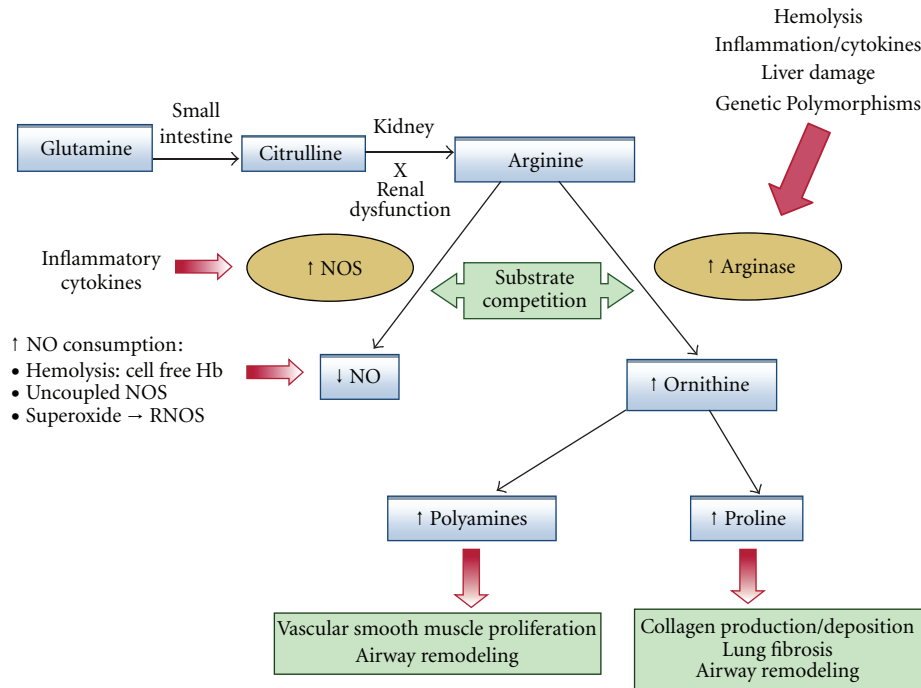 Hemolysis
Inflammation/cytokines
Liver damage
Genetic Polymorphisms
Small
intestine
Kidney
Glutamine
Citrulline
Arginine
X
Renal
dysfunction
Inflammatory
cytokines
↑ NOS
Substrate
competition
↑ Arginase
↑ NO consumption:
• Hemolysis: cell free Hb
• Uncoupled NOS
• Superoxide → RNOS
↓ NO
↑ Ornithine
↑ Polyamines
↑ Proline
Vascular smooth muscle proliferation
Airway remodeling
Collagen production/deposition
Lung fibrosis
Airway remodeling